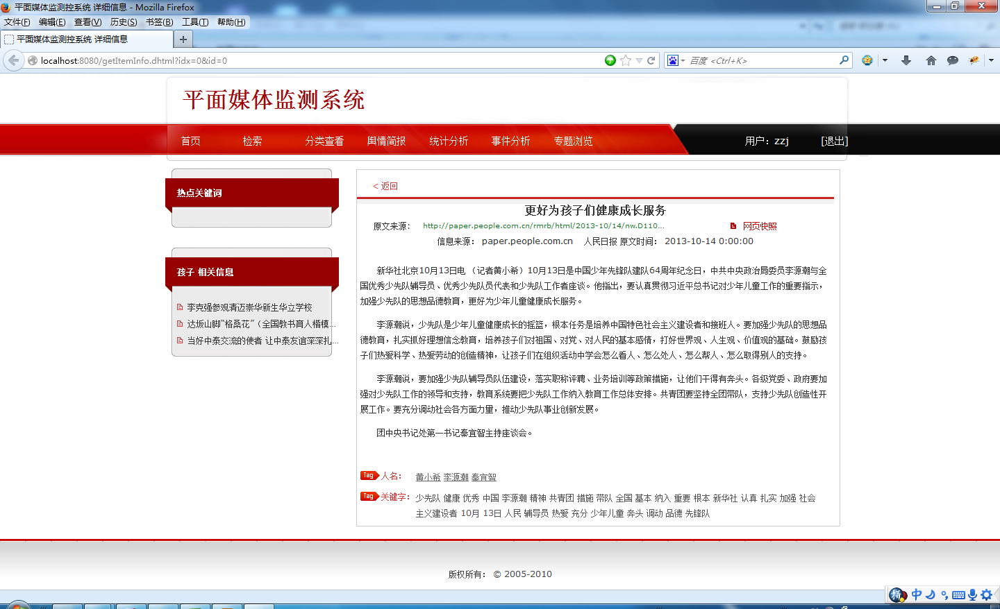 平面媒体监测控系统 详细信息 - Mozilla Firefox
文件(F) 编辑(E) 查看(V) 历史(S) 书签(B) 工具(T) 帮助(H)
平面媒体监测控系统 详细信息
localhost:8080/getItemInfo.dhtml?idx=0&id=0
百度 <Ctrl+K>
平面媒体监测系统
首页 检索 分类查看 舆情简报 统计分析 事件分析 专题浏览 用户：zzj [退出]
热点关键词
孩子 相关信息
李克强参观清迈崇华新生华立学校
达坂山脚“格桑花”（全国教书育人楷模...
当好中泰交流的使者 让中泰友谊深深扎...
< 返回
更好为孩子们健康成长服务
原文来源： http://paper.people.com.cn/rmrb/html/2013-10/14/nw.D110... 网页快照
信息来源： paper.people.com.cn 人民日报 原文时间： 2013-10-14 0:00:00
新华社北京10月13日电 （记者黄小希）10月13日是中国少年先锋队建队64周年纪念日，中共中央政治局委员李源潮与全
国优秀少先队辅导员、优秀少先队员代表和少先队工作者座谈。他指出，要认真贯彻习近平总书记对少年儿童工作的重要指示，
加强少先队的思想品德教育，更好为少年儿童健康成长服务。
李源潮说，少先队是少年儿童健康成长的摇篮，根本任务是培养中国特色社会主义建设者和接班人。要加强少先队的思想品
德教育，扎实抓好理想信念教育，培养孩子们对祖国、对党、对人民的基本感情，打好世界观、人生观、价值观的基础。鼓励孩
子们热爱科学、热爱劳动的创造精神，让孩子们在组织活动中学会怎么看人、怎么处人、怎么帮人、怎么取得别人的支持。
李源潮说，要加强少先队辅导员队伍建设，落实职称评聘、业务培训等政策措施，让他们干得有奔头。各级党委、政府要加
强对少先队工作的领导和支持，教育系统要把少先队工作纳入教育工作总体安排。共青团要坚持全团带队，支持少先队创造性开
展工作。要充分调动社会各方面力量，推动少先队事业创新发展。
团中央书记处第一书记秦宜智主持座谈会。
Tag 人名： 黄小希 李源潮 秦宜智
Tag 关键字： 少先队 健康 优秀 中国 李源潮 精神 共青团 措施 带队 全国 基本 纳入 重要 根本 新华社 认真 扎实 加强 社会
主义建设者 10月 13日 人民 辅导员 热爱 充分 少年儿童 奔头 调动 品德 先锋队
版权所有： © 2005-2010
中